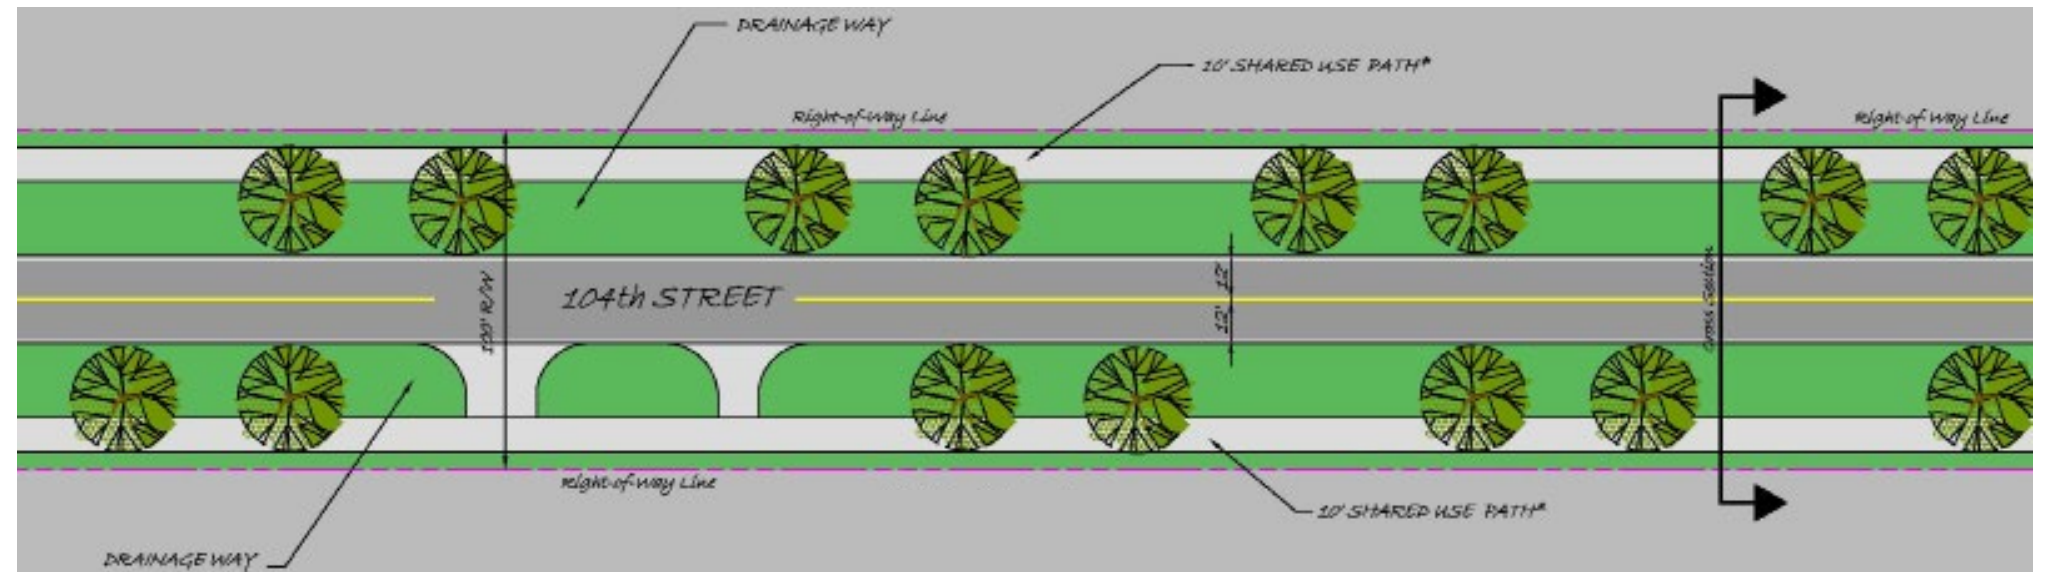 DRAINAGE WAY
10' SHARED USE PATH*
Right-of-Way Line
Right-of Way Line
100' R/W
104th STREET
12'
12'
Cross Section
Right-of-Way Line
10' SHARED USE PATH*
DRAINAGE WAY